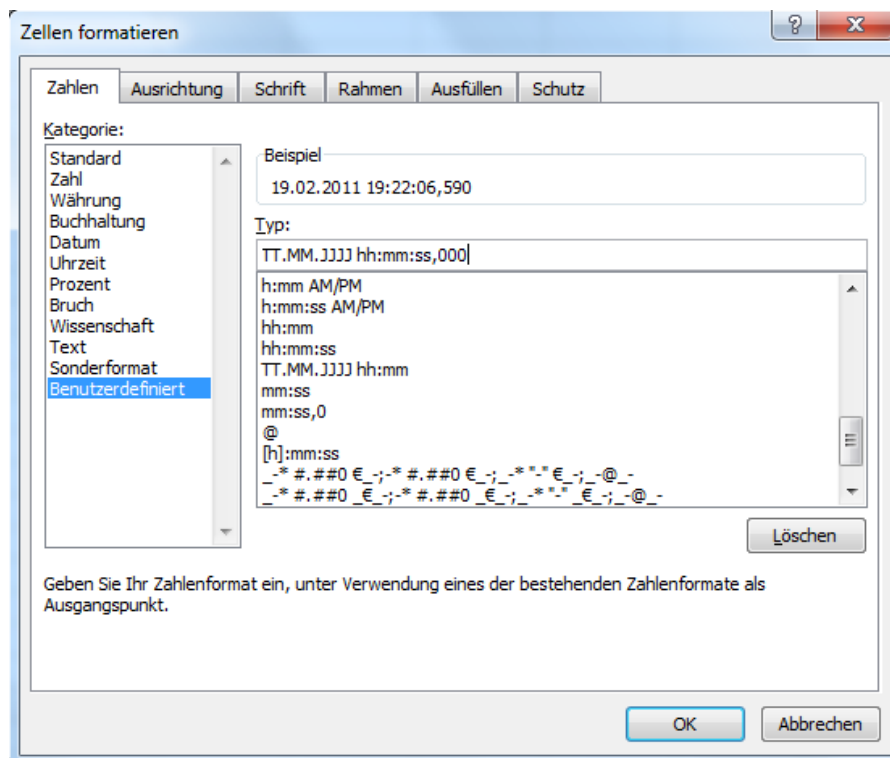 Zellen formatieren
Zahlen Ausrichtung Schrift Rahmen Ausfüllen Schutz
Kategorie:
Standard
Zahl
Währung
Buchhaltung
Datum
Uhrzeit
Prozent
Bruch
Wissenschaft
Text
Sonderformat
Benutzerdefiniert
Beispiel
19.02.2011 19:22:06,590
Typ:
TT.MM.JJJJ hh:mm:ss,000
h:mm AM/PM
h:mm:ss AM/PM
hh:mm
hh:mm:ss
TT.MM.JJJJ hh:mm
mm:ss
mm:ss,0
@
[h]:mm:ss
_-* #.##0 €_-;-* #.##0 €_-;_-* "-" €_-;_-@_-
_-* #.##0 _€_-;-* #.##0 _€_-;_-* "-" _€_-;_-@_-
Löschen
Geben Sie Ihr Zahlenformat ein, unter Verwendung eines der bestehenden Zahlenformate als
Ausgangspunkt.
OK Abbrechen